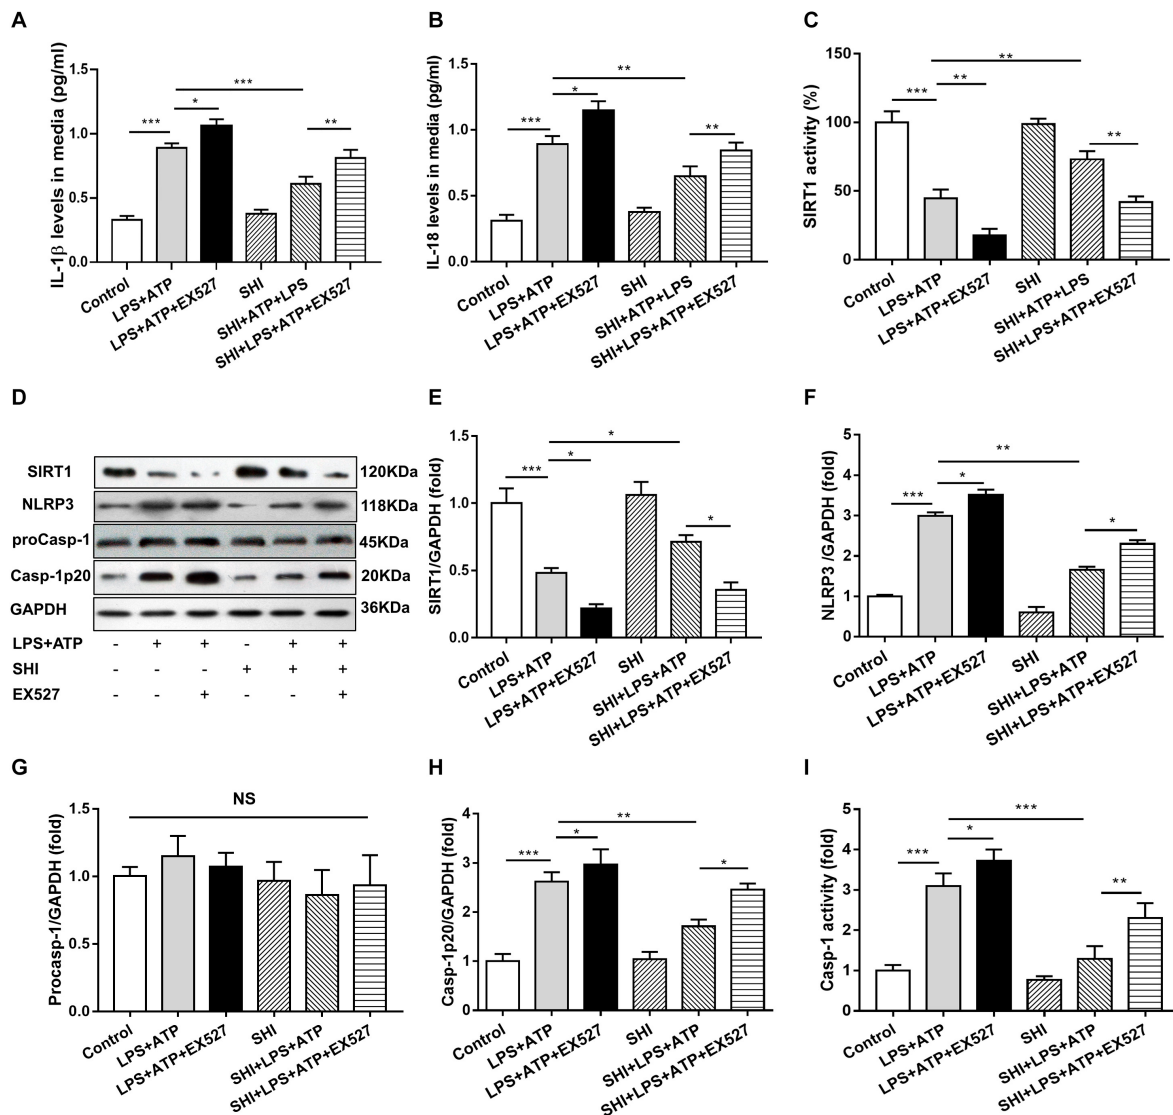 A
IL-1β levels in media (pg/ml)
1.5
1.0
0.5
0.0
***
*
***
**
Control
LPS+ATP
LPS+ATP+EX527
SHI
SHI+ATP+LPS
SHI+LPS+ATP+EX527
B
IL-18 levels in media (pg/ml)
1.5
1.0
0.5
0.0
***
*
**
**
Control
LPS+ATP
LPS+ATP+EX527
SHI
SHI+ATP+LPS
SHI+LPS+ATP+EX527
C
SIRT1 activity (%)
150
100
50
0
***
**
**
**
Control
LPS+ATP
LPS+ATP+EX527
SHI
SHI+ATP+LPS
SHI+LPS+ATP+EX527
D
SIRT1 120KDa
NLRP3 118KDa
proCasp-1 45KDa
Casp-1p20 20KDa
GAPDH 36KDa
LPS+ATP - + + - + +
SHI - - - + + +
EX527 - - + - - +
E
SIRT1/GAPDH (fold)
1.5
1.0
0.5
0.0
***
*
*
*
Control
LPS+ATP
LPS+ATP+EX527
SHI
SHI+LPS+ATP
SHI+LPS+ATP+EX527
F
NLRP3 /GAPDH (fold)
5
4
3
2
1
0
***
*
**
*
Control
LPS+ATP
LPS+ATP+EX527
SHI
SHI+LPS+ATP
SHI+LPS+ATP+EX527
G
Procasp-1/GAPDH (fold)
1.5
1.0
0.5
0.0
NS
Control
LPS+ATP
LPS+ATP+EX527
SHI
SHI+LPS+ATP
SHI+LPS+ATP+EX527
H
Casp-1p20/GAPDH (fold)
4
3
2
1
0
***
*
**
*
Control
LPS+ATP
LPS+ATP+EX527
SHI
SHI+LPS+ATP
SHI+LPS+ATP+EX527
I
Casp-1 activity (fold)
5
4
3
2
1
0
***
*
***
**
Control
LPS+ATP
LPS+ATP+EX527
SHI
SHI+LPS+ATP
SHI+LPS+ATP+EX527